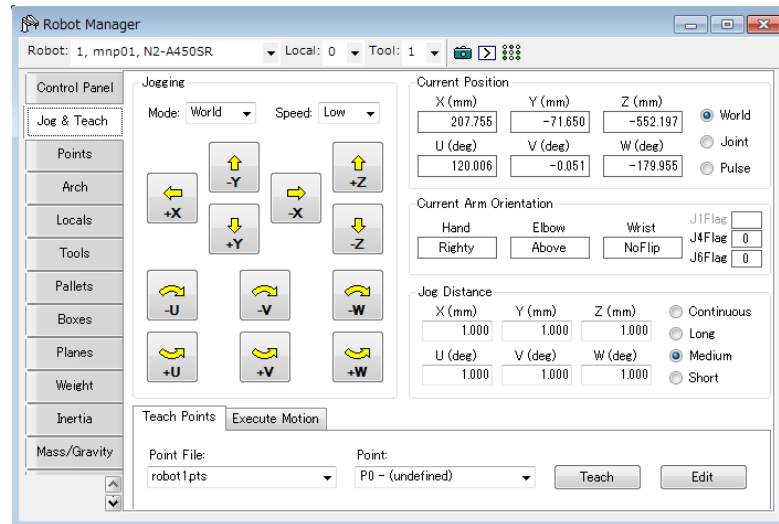 Robot Manager
Robot: 1, mnp01, N2-A450SR Local: 0 Tool: 1
Control Panel
Jog & Teach
Points
Arch
Locals
Tools
Pallets
Boxes
Planes
Weight
Inertia
Mass/Gravity
Jogging
Mode: World Speed: Low
-Y +Z
+X -X
+Y -Z
-U -V -W
+U +V +W
Current Position
X (mm) Y (mm) Z (mm)
207.755 -71.650 -552.197
U (deg) V (deg) W (deg)
120.006 -0.051 -179.955
World
Joint
Pulse
Current Arm Orientation
Hand Elbow Wrist
Righty Above NoFlip
J1Flag
J4Flag 0
J6Flag 0
Jog Distance
X (mm) Y (mm) Z (mm)
1.000 1.000 1.000
U (deg) V (deg) W (deg)
1.000 1.000 1.000
Continuous
Long
Medium
Short
Teach Points Execute Motion
Point File: Point:
robot1.pts P0 - (undefined) Teach Edit